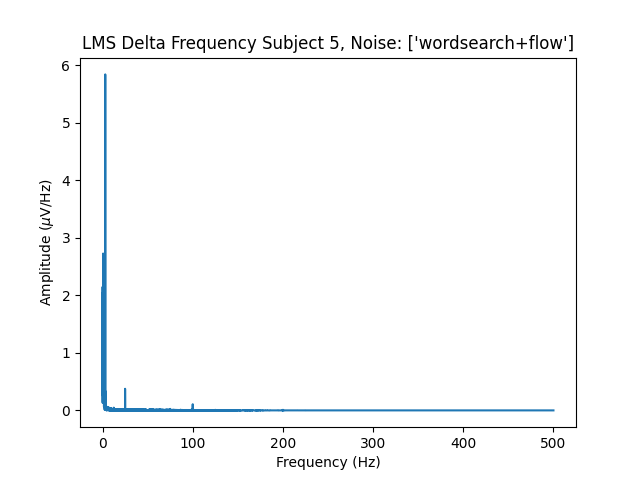 LMS Delta Frequency Subject 5, Noise: ['wordsearch+flow']
6
5
4
3
2
1
0
Amplitude (μV/Hz)
0 100 200 300 400 500
Frequency (Hz)